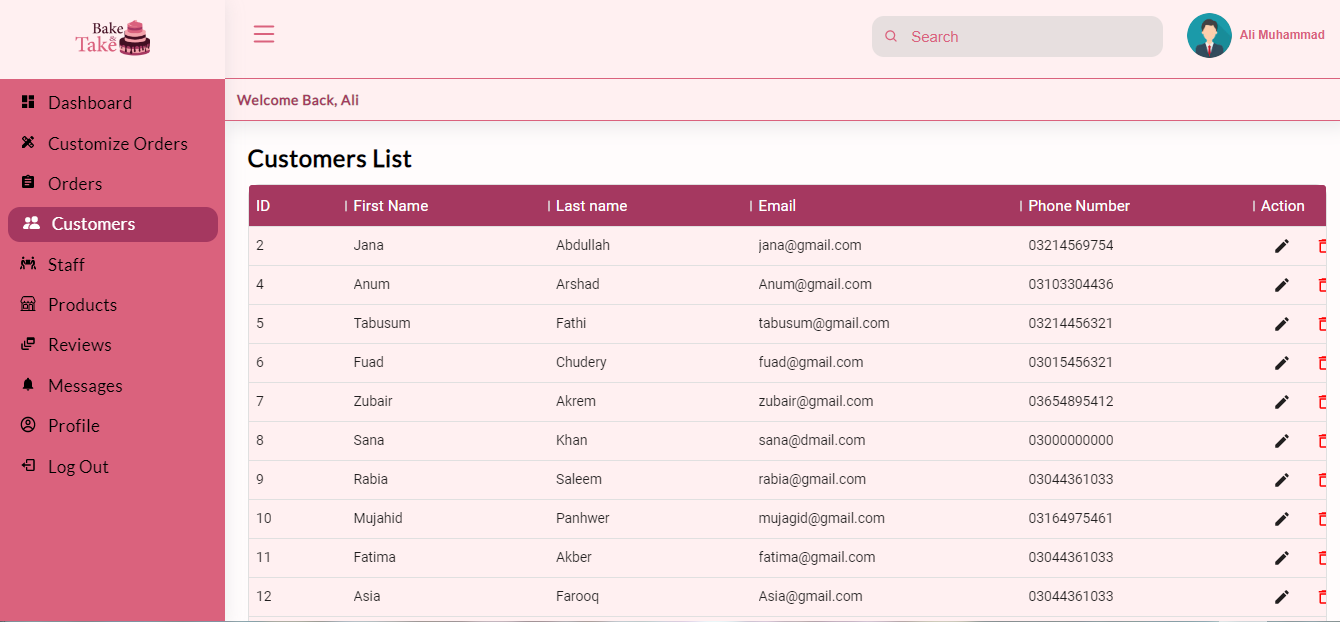 Bake
Take &
Search
Ali Muhammad
Welcome Back, Ali
Dashboard
Customize Orders
Orders
Customers
Staff
Products
Reviews
Messages
Profile
Log Out
Customers List
ID First Name Last name Email Phone Number Action
2 Jana Abdullah jana@gmail.com 03214569754
4 Anum Arshad Anum@gmail.com 03103304436
5 Tabusum Fathi tabusum@gmail.com 03214456321
6 Fuad Chudery fuad@gmail.com 03015456321
7 Zubair Akrem zubair@gmail.com 03654895412
8 Sana Khan sana@dmail.com 03000000000
9 Rabia Saleem rabia@gmail.com 03044361033
10 Mujahid Panhwer mujagid@gmail.com 03164975461
11 Fatima Akber fatima@gmail.com 03044361033
12 Asia Farooq Asia@gmail.com 03044361033